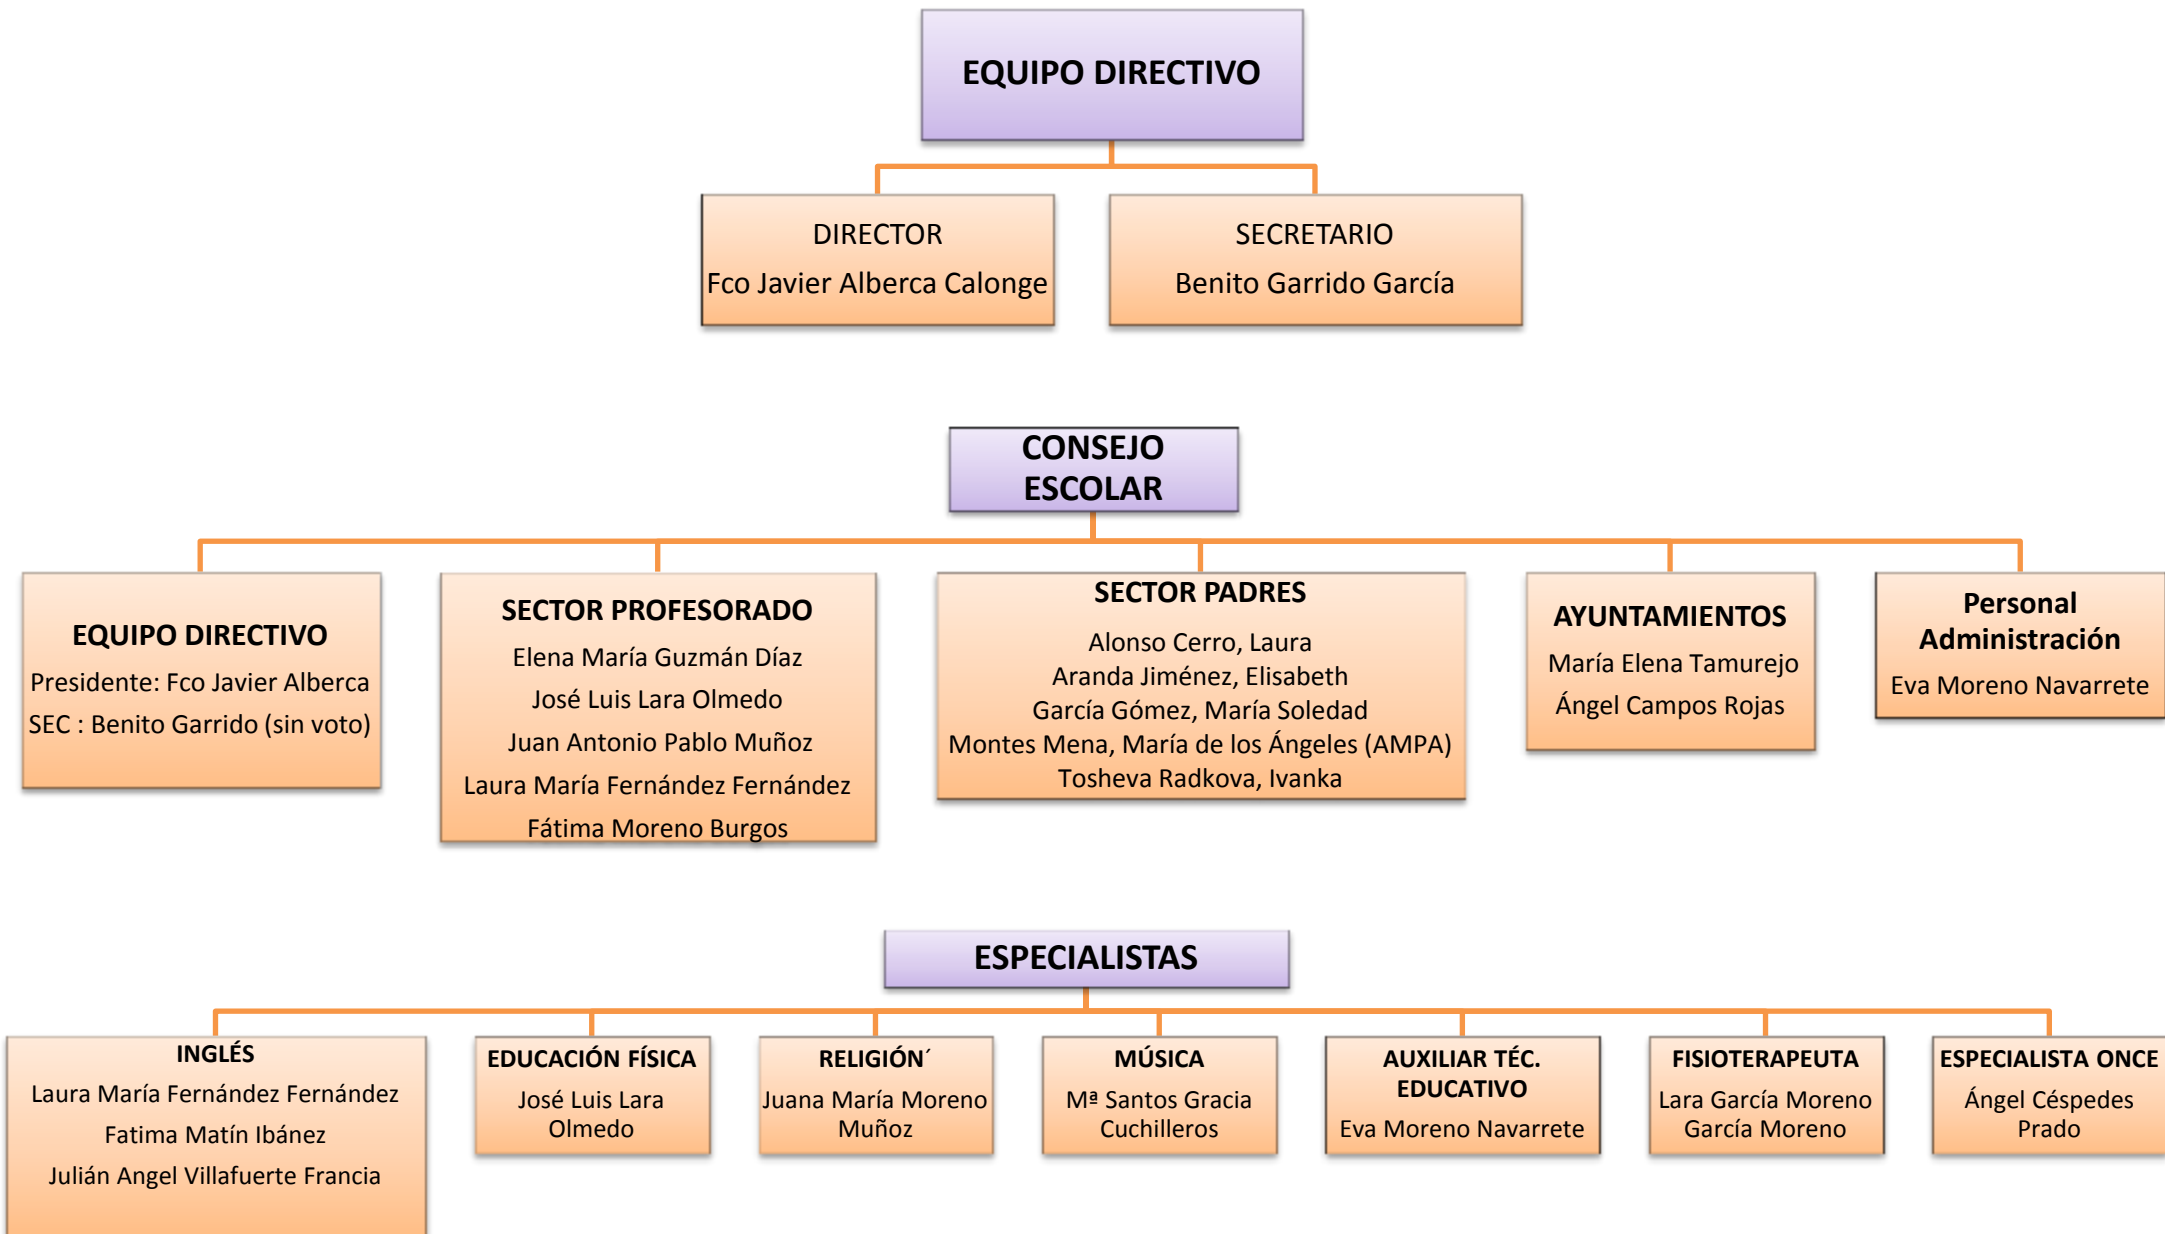 EQUIPO DIRECTIVO
DIRECTOR
Fco Javier Alberca Calonge
SECRETARIO
Benito Garrido García
CONSEJO
ESCOLAR
EQUIPO DIRECTIVO
Presidente: Fco Javier Alberca
SEC : Benito Garrido (sin voto)
SECTOR PROFESORADO
Elena María Guzmán Díaz
José Luis Lara Olmedo
Juan Antonio Pablo Muñoz
Laura María Fernández Fernández
Fátima Moreno Burgos
SECTOR PADRES
Alonso Cerro, Laura
Aranda Jiménez, Elisabeth
García Gómez, María Soledad
Montes Mena, María de los Ángeles (AMPA)
Tosheva Radkova, Ivanka
AYUNTAMIENTOS
María Elena Tamurejo
Ángel Campos Rojas
Personal
Administración
Eva Moreno Navarrete
ESPECIALISTAS
INGLÉS
Laura María Fernández Fernández
Fatima Matín Ibánez
Julián Angel Villafuerte Francia
EDUCACIÓN FÍSICA
José Luis Lara
Olmedo
RELIGIÓN´
Juana María Moreno
Muñoz
MÚSICA
Mª Santos Gracia
Cuchilleros
AUXILIAR TÉC.
EDUCATIVO
Eva Moreno Navarrete
FISIOTERAPEUTA
Lara García Moreno
García Moreno
ESPECIALISTA ONCE
Ángel Céspedes
Prado